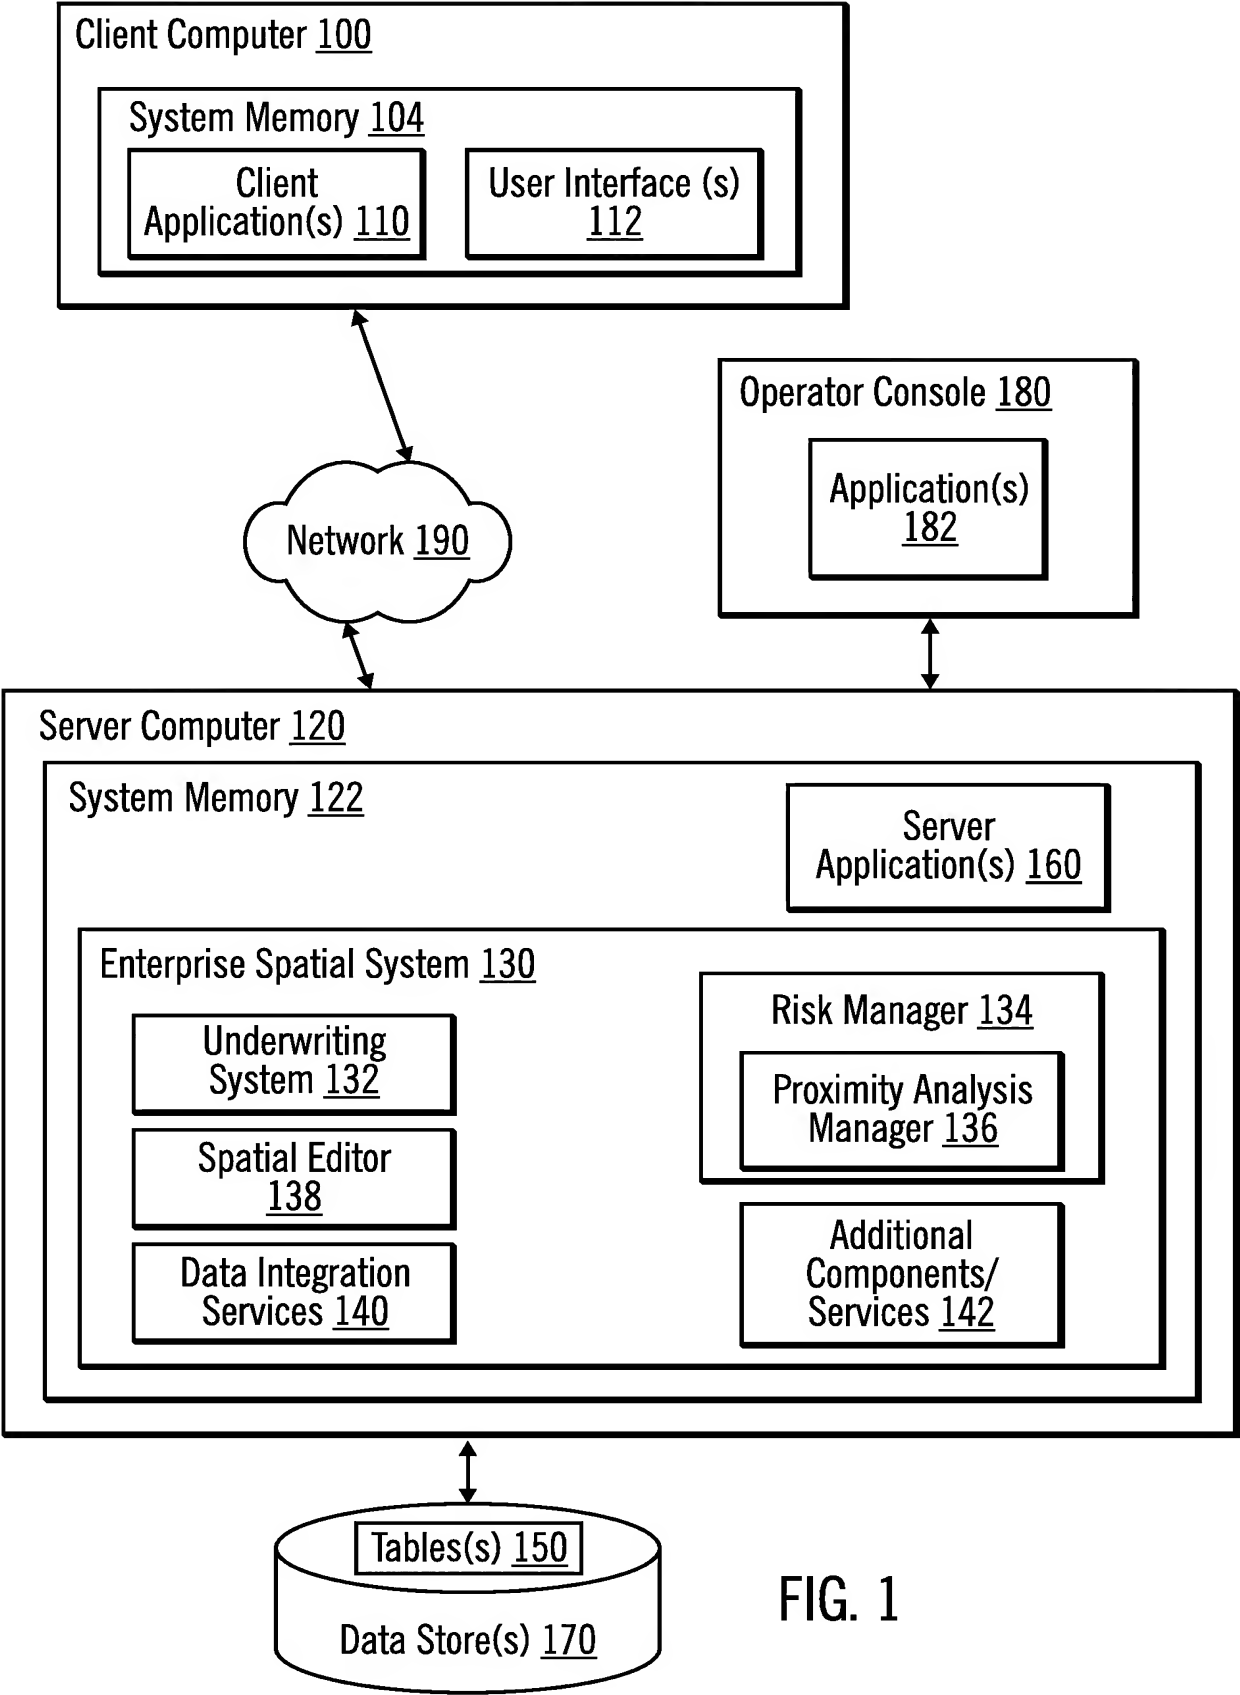 Client Computer 100
System Memory 104
Client
Application(s) 110
User Interface (s)
112
Operator Console 180
Application(s)
182
Network 190
Server Computer 120
System Memory 122
Server
Application(s) 160
Enterprise Spatial System 130
Underwriting
System 132
Spatial Editor
138
Data Integration
Services 140
Risk Manager 134
Proximity Analysis
Manager 136
Additional
Components/
Services 142
Tables(s) 150
Data Store(s) 170
FIG. 1